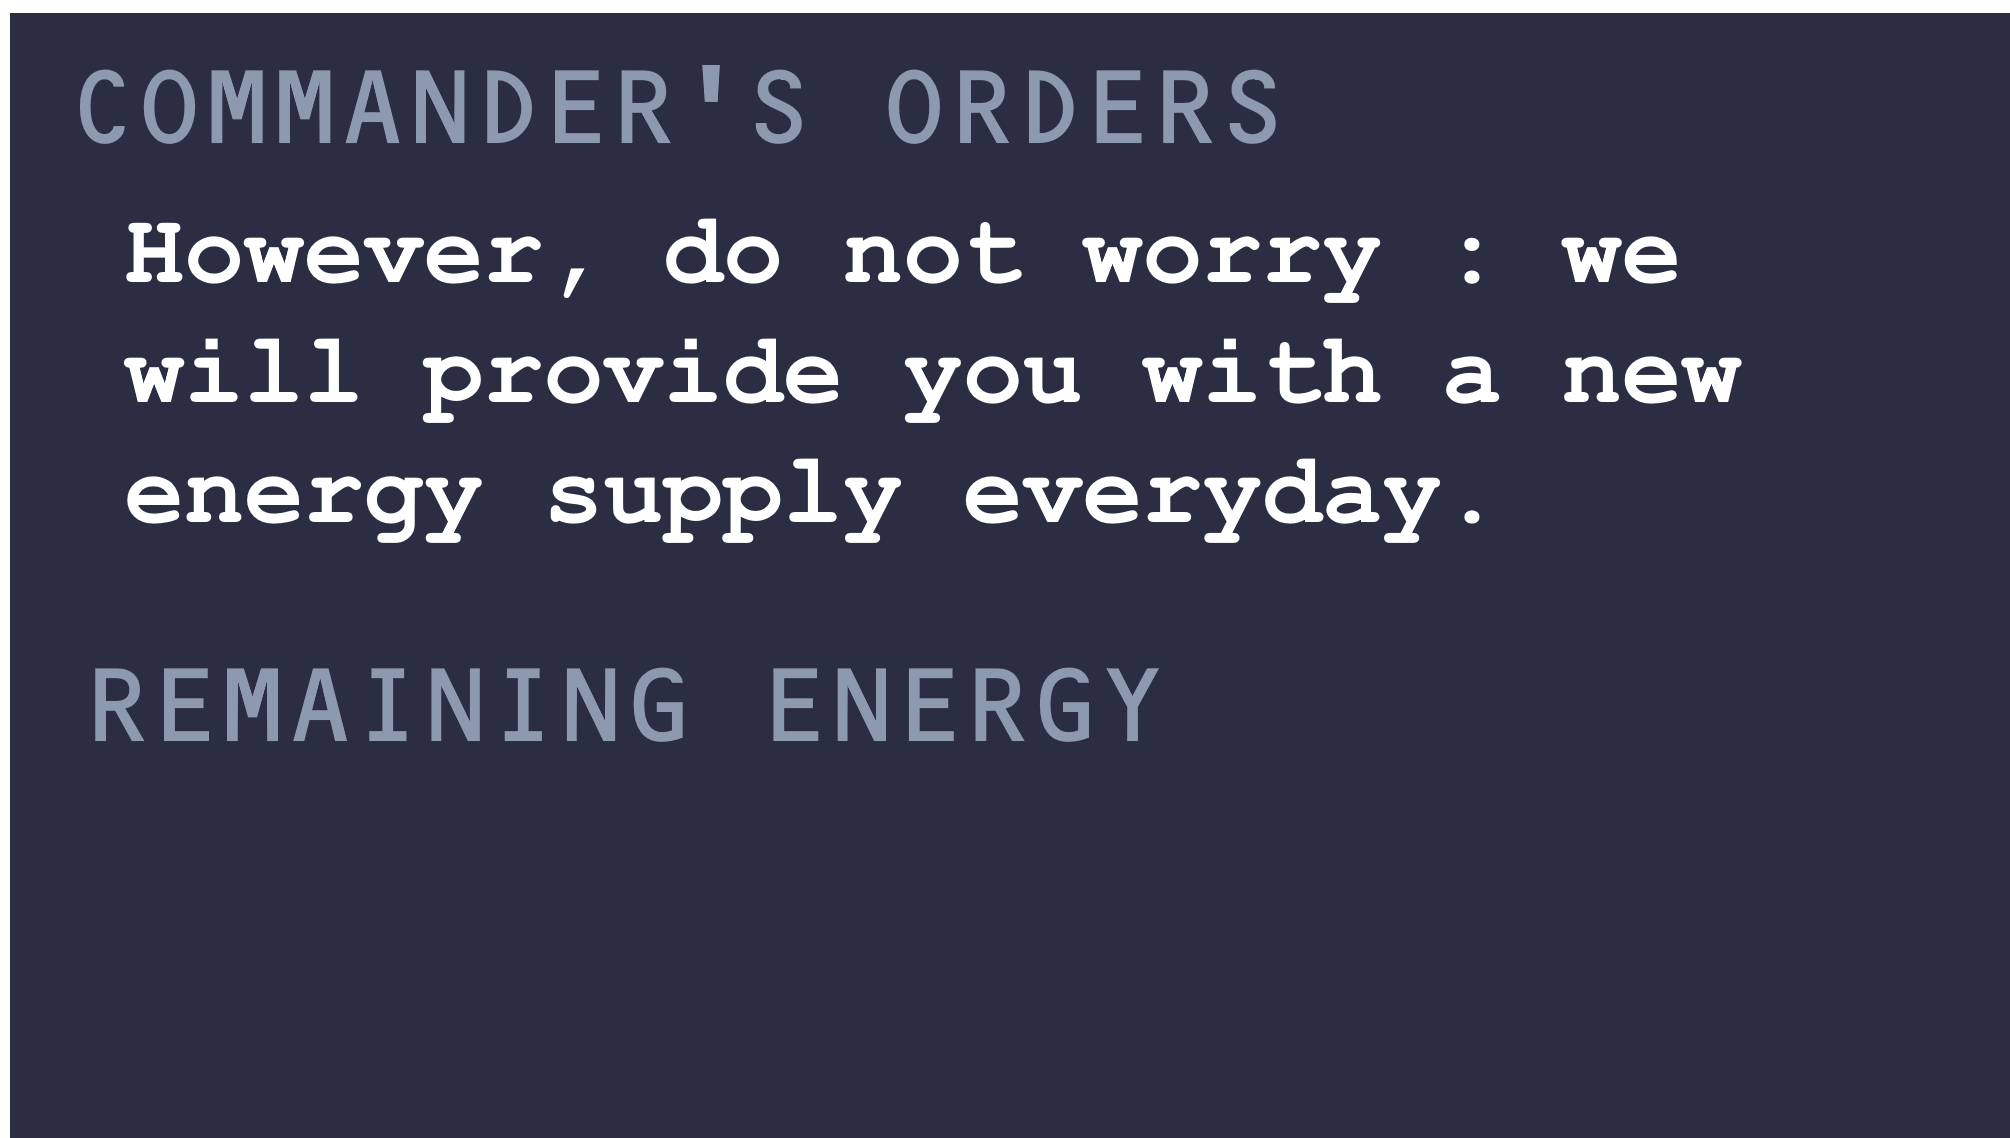 COMMANDER'S ORDERS
However, do not worry : we
will provide you with a new
energy supply everyday.
REMAINING ENERGY